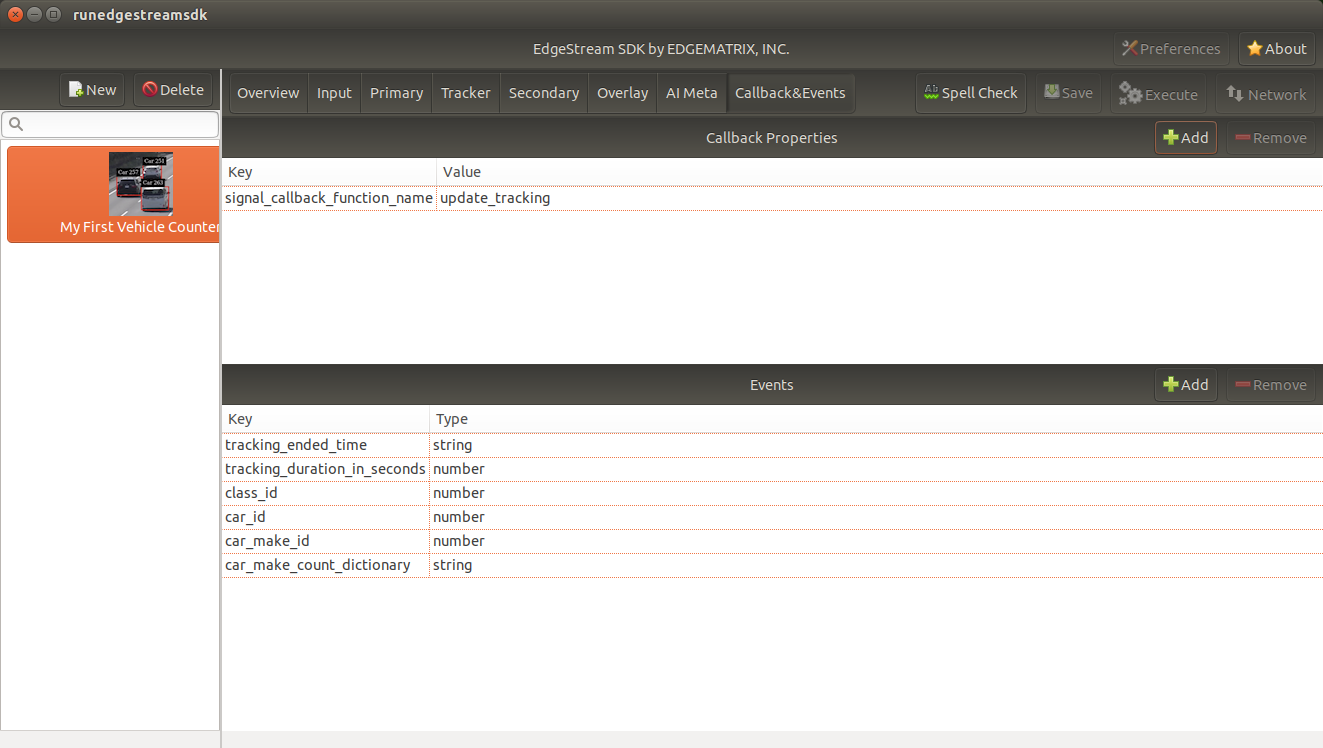 runedgestreamsdk
EdgeStream SDK by EDGEMATRIX, INC.
Preferences
About
New
Delete
Overview
Input
Primary
Tracker
Secondary
Overlay
AI Meta
Callback&Events
Spell Check
Save
Execute
Network
Car 251
Car 257
Car 263
My First Vehicle Counter
Callback Properties
Add
Remove
Key Value
signal_callback_function_name update_tracking
Events
Add
Remove
Key Type
tracking_ended_time string
tracking_duration_in_seconds number
class_id number
car_id number
car_make_id number
car_make_count_dictionary string